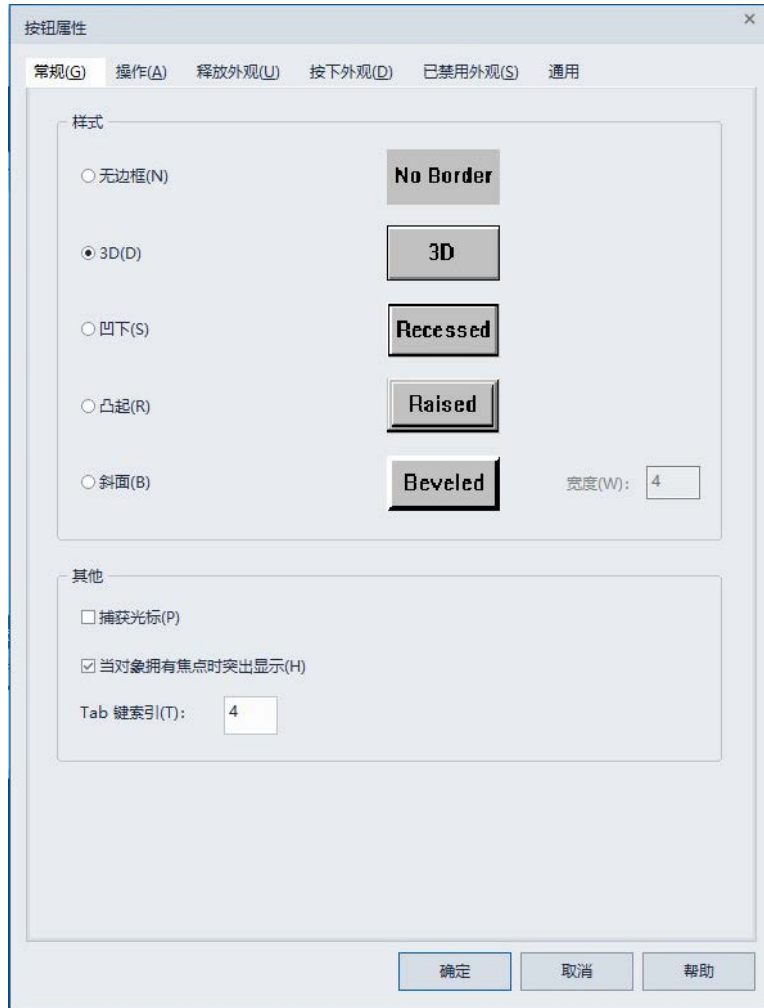 按钮属性
×
常规(G) 操作(A) 释放外观(U) 按下外观(D) 已禁用外观(S) 通用
样式
无边框(N) No Border
3D(D) 3D
凹下(S) Recessed
凸起(R) Raised
斜面(B) Beveled 宽度(W): 4
其他
捕获光标(P)
当对象拥有焦点时突出显示(H)
Tab 键索引(T): 4
确定 取消 帮助